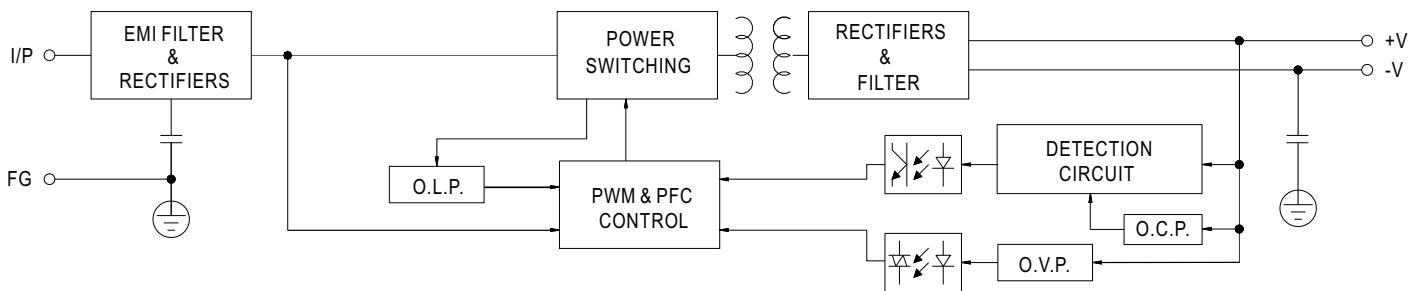 I/P
EMI FILTER
&
RECTIFIERS
POWER
SWITCHING
RECTIFIERS
&
FILTER
+V
-V
FG
O.L.P.
PWM & PFC
CONTROL
DETECTION
CIRCUIT
O.C.P.
O.V.P.